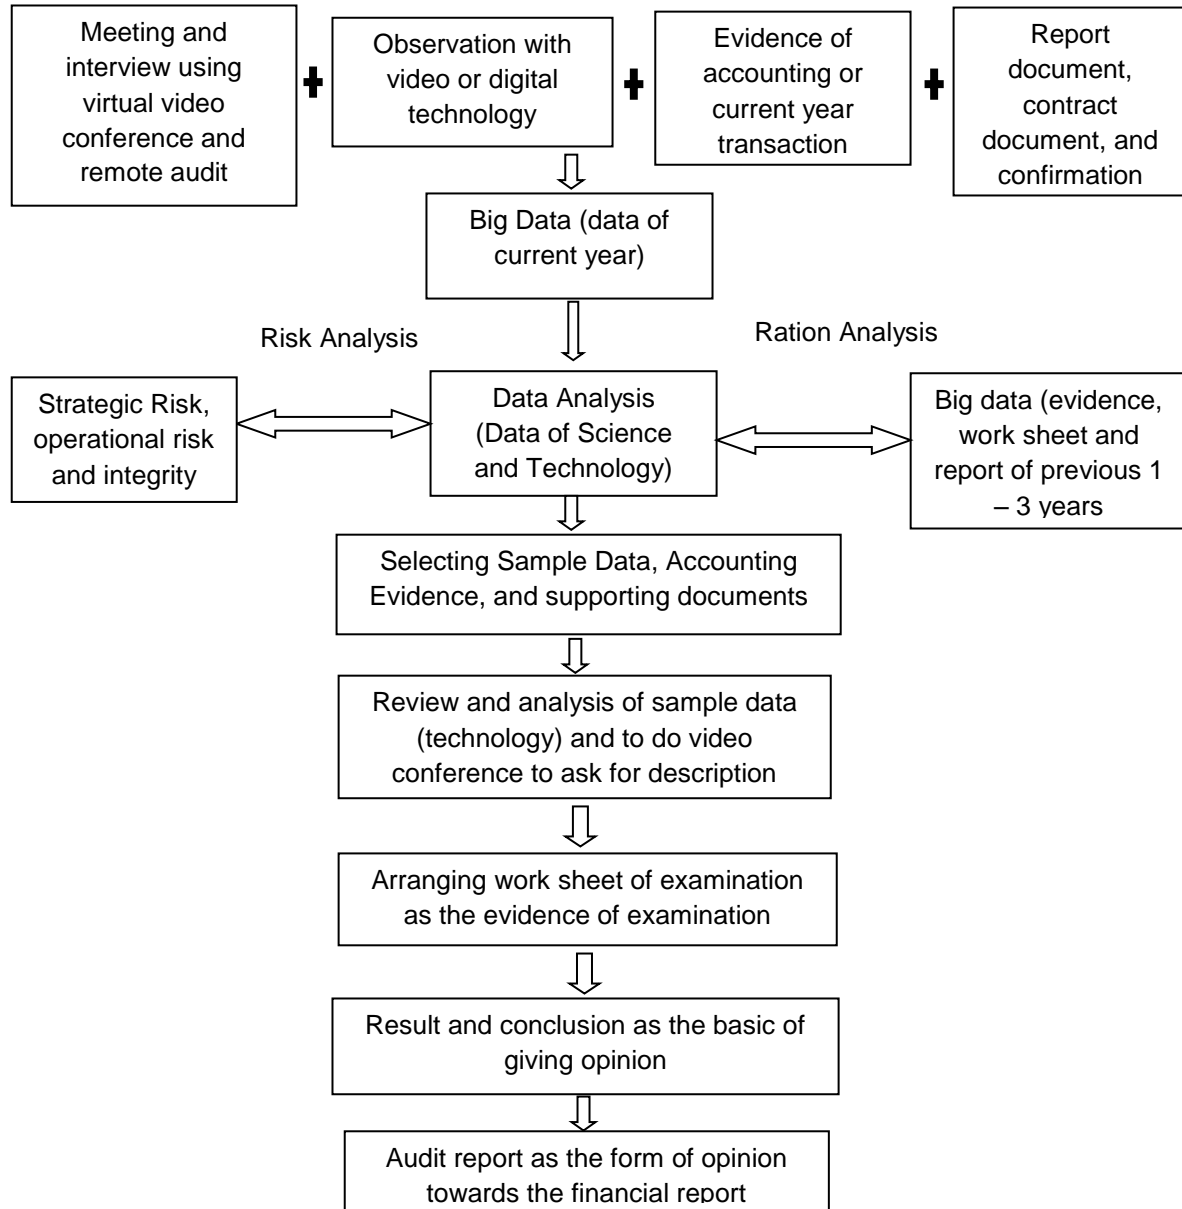 Meeting and
interview using
virtual video
conference and
remote audit
Observation with
video or digital
technology
Evidence of
accounting or
current year
transaction
Report
document,
contract
document, and
confirmation
Big Data (data of
current year)
Risk Analysis
Ration Analysis
Strategic Risk,
operational risk
and integrity
Data Analysis
(Data of Science
and Technology)
Big data (evidence,
work sheet and
report of previous 1
– 3 years
Selecting Sample Data, Accounting
Evidence, and supporting documents
Review and analysis of sample data
(technology) and to do video
conference to ask for description
Arranging work sheet of examination
as the evidence of examination
Result and conclusion as the basic of
giving opinion
Audit report as the form of opinion
towards the financial report